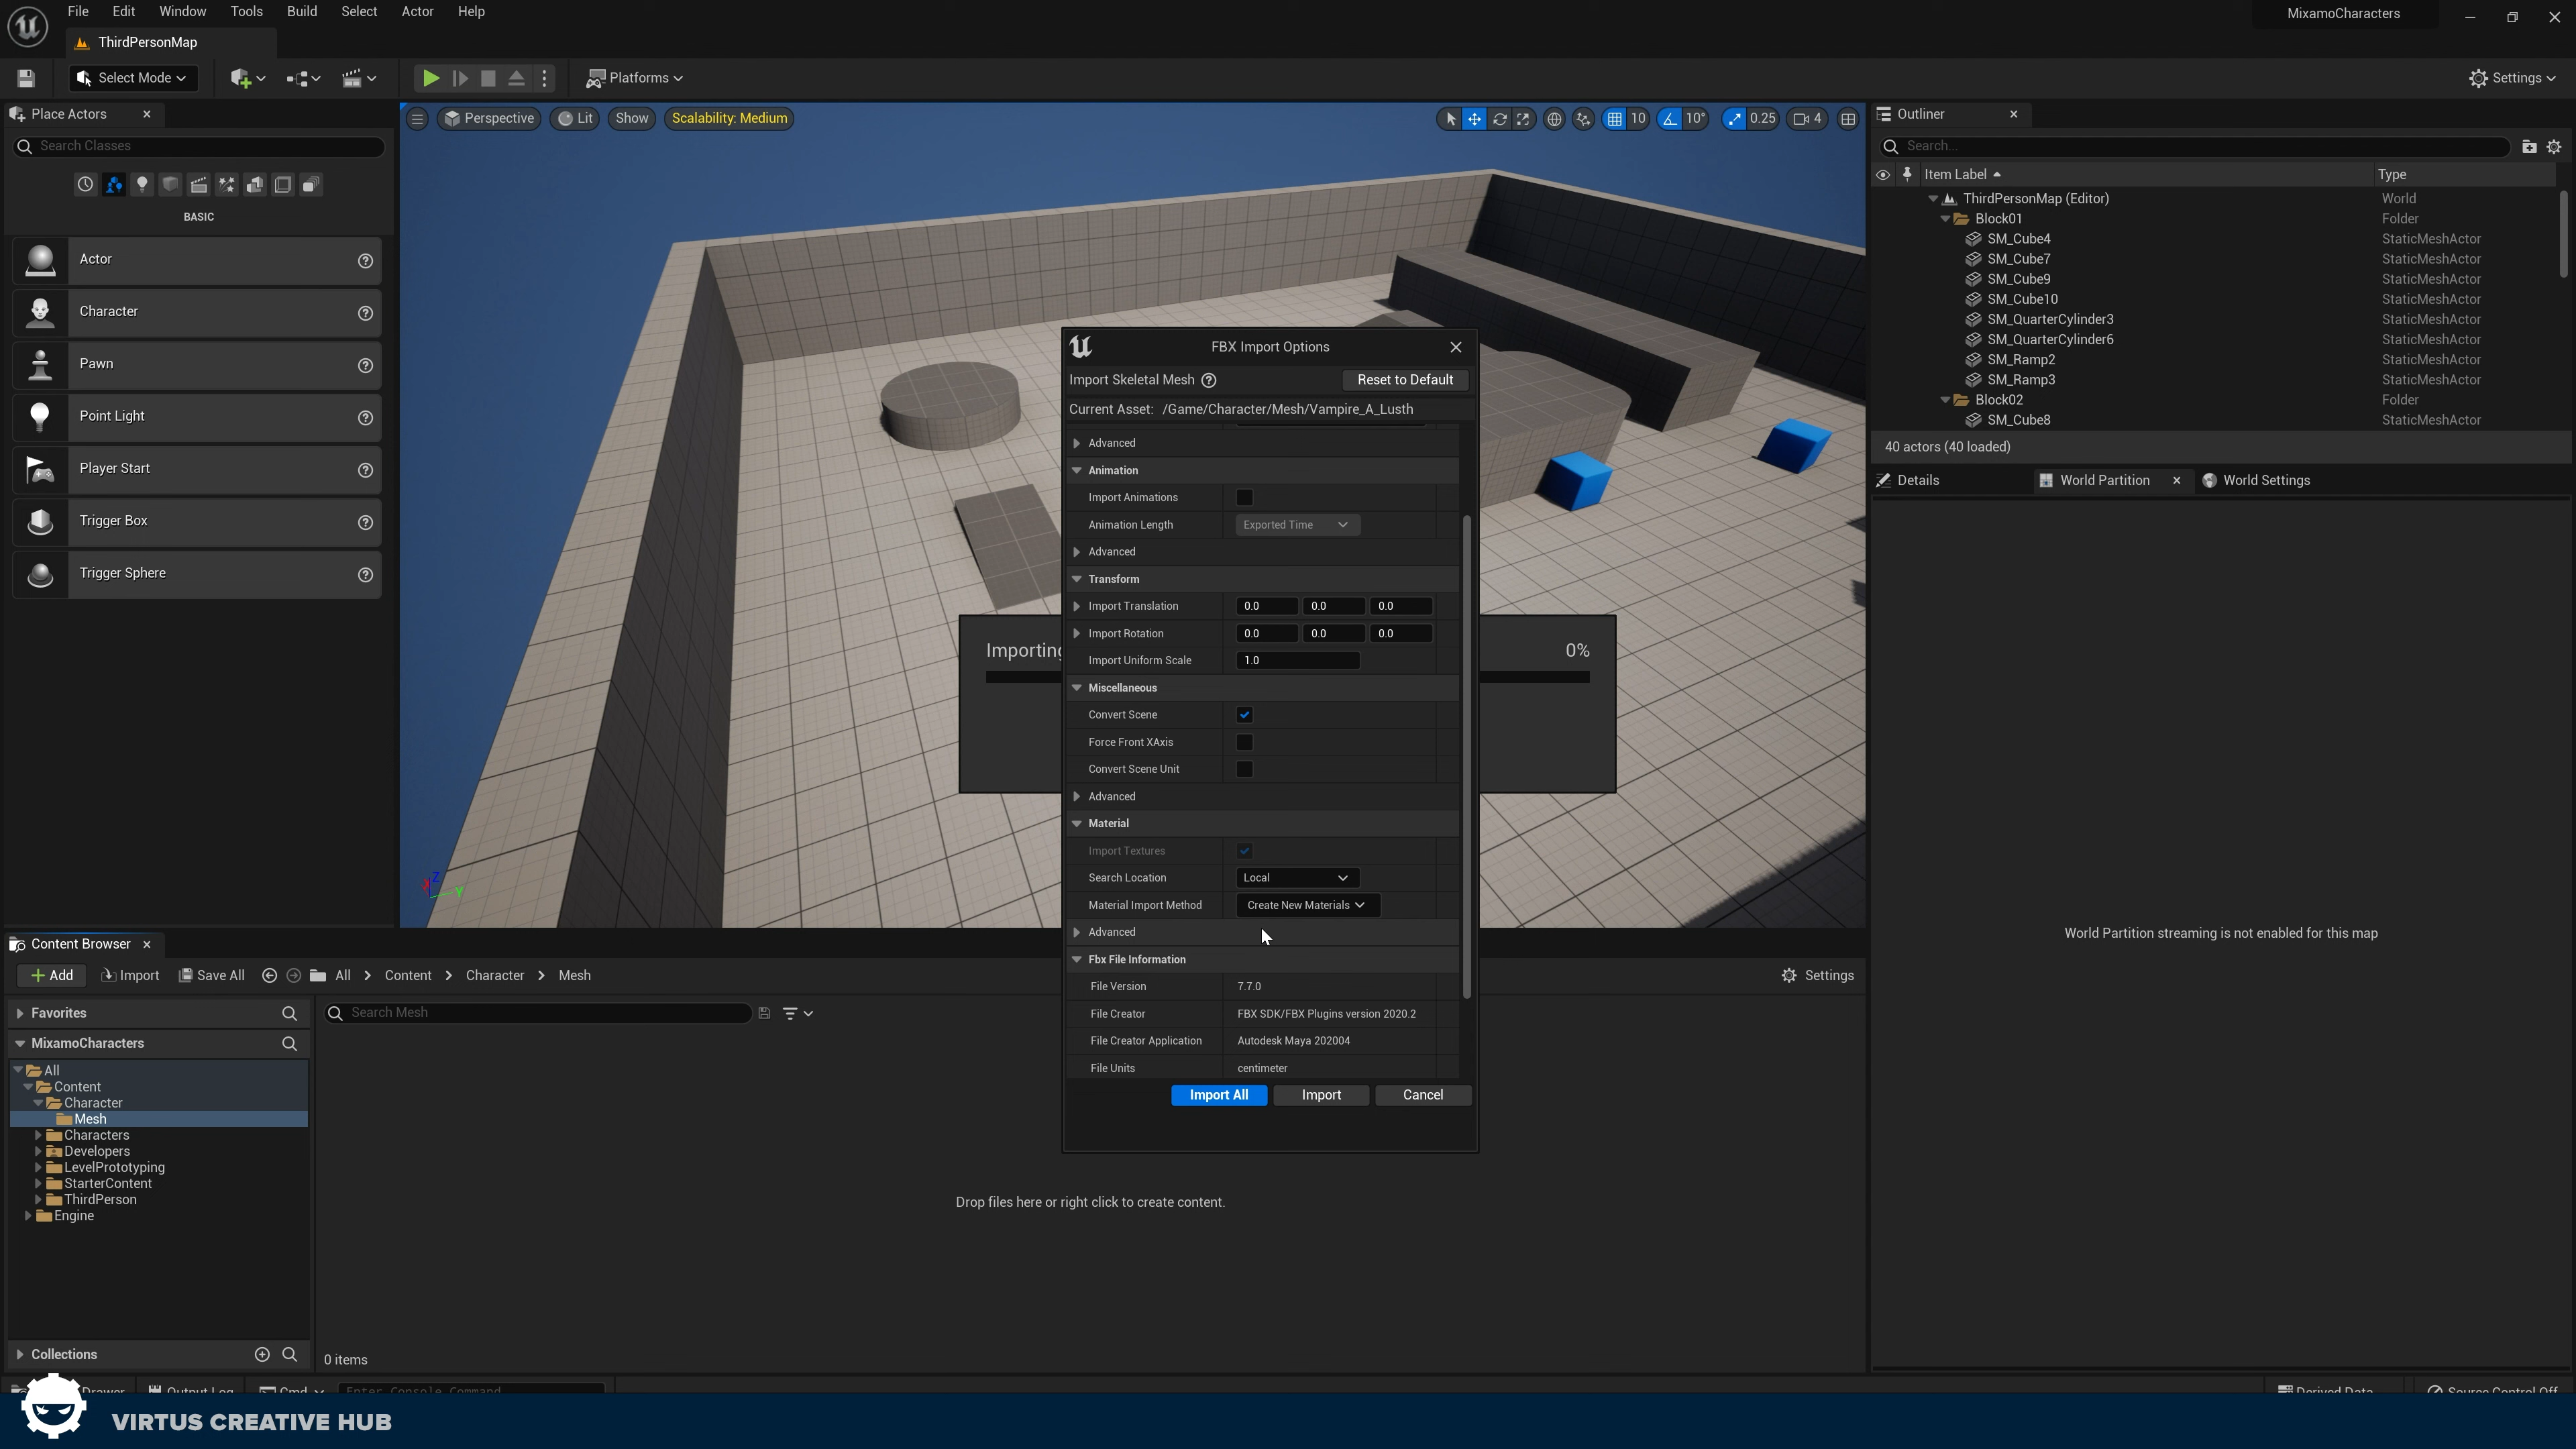 File Edit Window Tools Build Select Actor Help
MixamoCharacters
ThirdPersonMap
Select Mode
Platforms
Settings
Place Actors
Search Classes
BASIC
Actor
Character
Pawn
Point Light
Player Start
Trigger Box
Trigger Sphere
Perspective
Lit
Show
Scalability: Medium
10
10°
0.25
4
Z
Y
Importing
0%
FBX Import Options
Import Skeletal Mesh
Reset to Default
Current Asset: /Game/Character/Mesh/Vampire_A_Lusth
Advanced
Animation
Import Animations
Animation Length Exported Time
Advanced
Transform
Import Translation 0.0 0.0 0.0
Import Rotation 0.0 0.0 0.0
Import Uniform Scale 1.0
Miscellaneous
Convert Scene
Force Front XAxis
Convert Scene Unit
Advanced
Material
Import Textures
Search Location Local
Material Import Method Create New Materials
Advanced
Fbx File Information
File Version 7.7.0
File Creator FBX SDK/FBX Plugins version 2020.2
File Creator Application Autodesk Maya 202004
File Units centimeter
Import All Import Cancel
Outliner
Search...
Item Label Type
ThirdPersonMap (Editor) World
Block01 Folder
SM_Cube4 StaticMeshActor
SM_Cube7 StaticMeshActor
SM_Cube9 StaticMeshActor
SM_Cube10 StaticMeshActor
SM_QuarterCylinder3 StaticMeshActor
SM_QuarterCylinder6 StaticMeshActor
SM_Ramp2 StaticMeshActor
SM_Ramp3 StaticMeshActor
Block02 Folder
SM_Cube8 StaticMeshActor
40 actors (40 loaded)
Details World Partition World Settings
World Partition streaming is not enabled for this map
Content Browser
Add Import Save All All Content Character Mesh
Settings
Favorites
Search Mesh
MixamoCharacters
All
Content
Character
Mesh
Characters
Developers
LevelPrototyping
StarterContent
ThirdPerson
Engine
Drop files here or right click to create content.
Collections
0 items
Drawer Output Log Cmd Enter Console Command
Derived Data Source Control Off
VIRTUS CREATIVE HUB